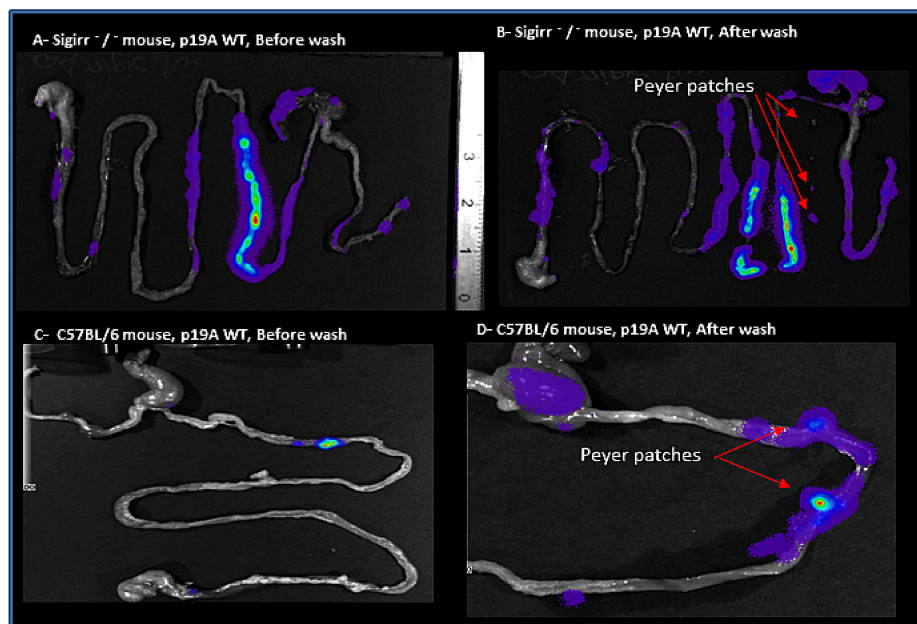 A- Sigirr -/- mouse, p19A WT, Before wash
B- Sigirr -/- mouse, p19A WT, After wash
Peyer patches
0 1 2 3
C- C57BL/6 mouse, p19A WT, Before wash
D- C57BL/6 mouse, p19A WT, After wash
Peyer patches